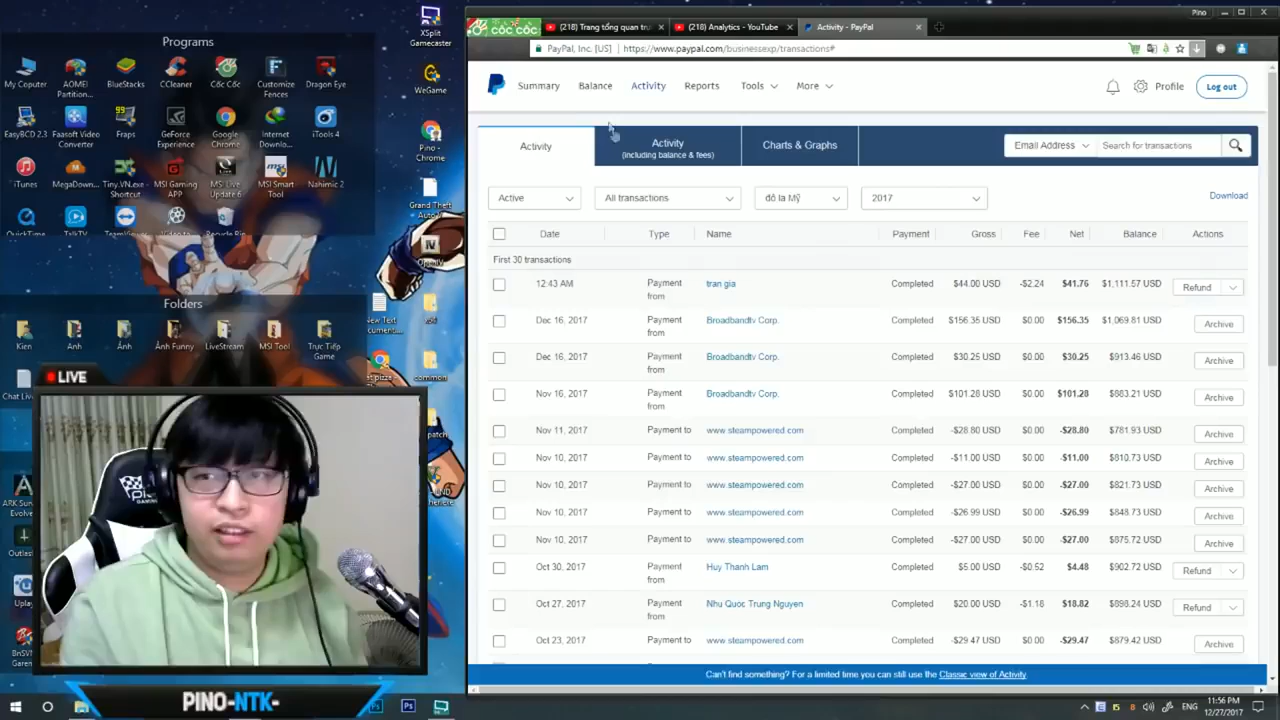 Pino
CỐC CỐC
(218) Trang tổng quan trư
(218) Analytics - YouTube
Activity - PayPal
PayPal, Inc. [US]
https://www.paypal.com/businessexp/transactions#
Summary
Balance
Activity
Reports
Tools
More
Profile
Log out
Activity
Activity
(including balance & fees)
Charts & Graphs
Email Address
Search for transactions
Active
All transactions
đô la Mỹ
2017
Download
Date Type Name Payment Gross Fee Net Balance Actions
First 30 transactions
12:43 AM Payment from tran gia Completed $44.00 USD -$2.24 $41.76 $1,111.57 USD Refund
Dec 16, 2017 Payment from Broadbandtv Corp. Completed $156.35 USD $0.00 $156.35 $1,069.81 USD Archive
Dec 16, 2017 Payment from Broadbandtv Corp. Completed $30.25 USD $0.00 $30.25 $913.46 USD Archive
Nov 16, 2017 Payment from Broadbandtv Corp. Completed $101.28 USD $0.00 $101.28 $883.21 USD Archive
Nov 11, 2017 Payment to www.steampowered.com Completed -$28.80 USD $0.00 -$28.80 $781.93 USD Archive
Nov 10, 2017 Payment to www.steampowered.com Completed -$11.00 USD $0.00 -$11.00 $810.73 USD Archive
Nov 10, 2017 Payment to www.steampowered.com Completed -$27.00 USD $0.00 -$27.00 $821.73 USD Archive
Nov 10, 2017 Payment to www.steampowered.com Completed -$26.99 USD $0.00 -$26.99 $848.73 USD Archive
Nov 10, 2017 Payment to www.steampowered.com Completed -$27.00 USD $0.00 -$27.00 $875.72 USD Archive
Oct 30, 2017 Payment from Huy Thanh Lam Completed $5.00 USD -$0.52 $4.48 $902.72 USD Refund
Oct 27, 2017 Payment from Nhu Quoc Trung Nguyen Completed $20.00 USD -$1.18 $18.82 $898.24 USD Refund
Oct 23, 2017 Payment to www.steampowered.com Completed -$29.47 USD $0.00 -$29.47 $879.42 USD Archive
Can't find something? For a limited time you can still use the Classic view of Activity.
Programs
My Coputer
AOMEI Partition...
BlueStacks
CCleaner
Cốc Cốc
Customize Fences
Dragon Eye
EasyBCD 2.3
Faasoft Video Converter
Fraps
GeForce Experience
Google Chrome
Internet Downlo...
iTools 4
iTunes
MegaDown...
Tiny.VN.exe - Shortcut
MSI Gaming APP
MSI Live Update 6
MSI Smart Tool
Nahimic 2
QuickTime
TalkTV
TeamViewer
Video to
Recycle Bin
XSplit Gamecaster
WeGame
Pino - Chrome
Grand Theft Auto V
Folders
Kien
Anh
Ảnh
Ảnh Funny
LiveStream
MSI Tool
Trực Tiếp Game
New Text Documents...
common
LIVE
PINO-NTK-
ENG
11:56 PM
12/27/2017